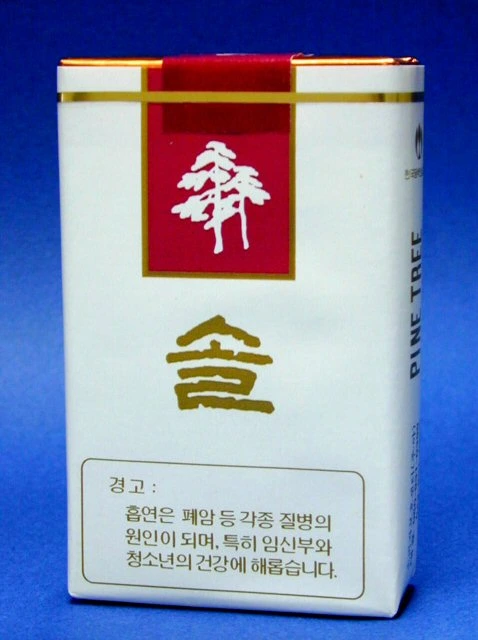 솔
경고 :
흡연은 폐암 등 각종 질병의
원인이 되며, 특히 임신부와
청소년의 건강에 해롭습니다.
PINE TREE